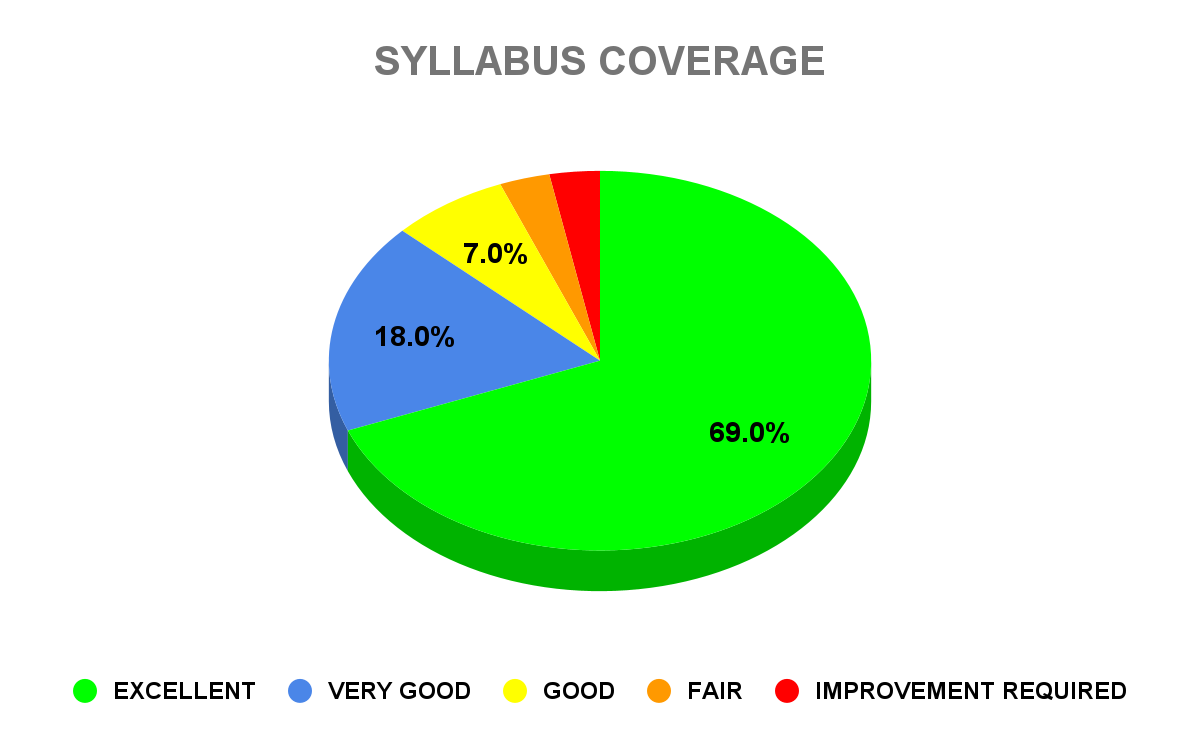 SYLLABUS COVERAGE
7.0%
18.0%
69.0%
EXCELLENT VERY GOOD GOOD FAIR IMPROVEMENT REQUIRED